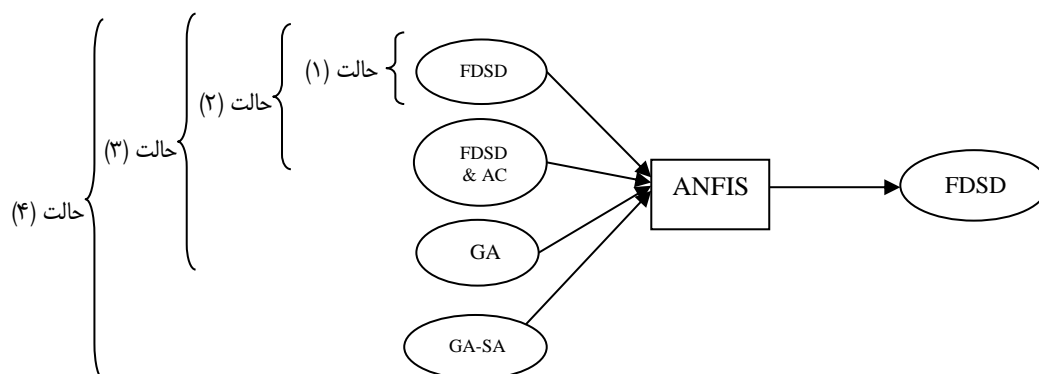 حالت (۱)
حالت (۲)
حالت (۳)
حالت (۴)
FDSD
FDSD
& AC
GA
GA-SA
ANFIS
FDSD